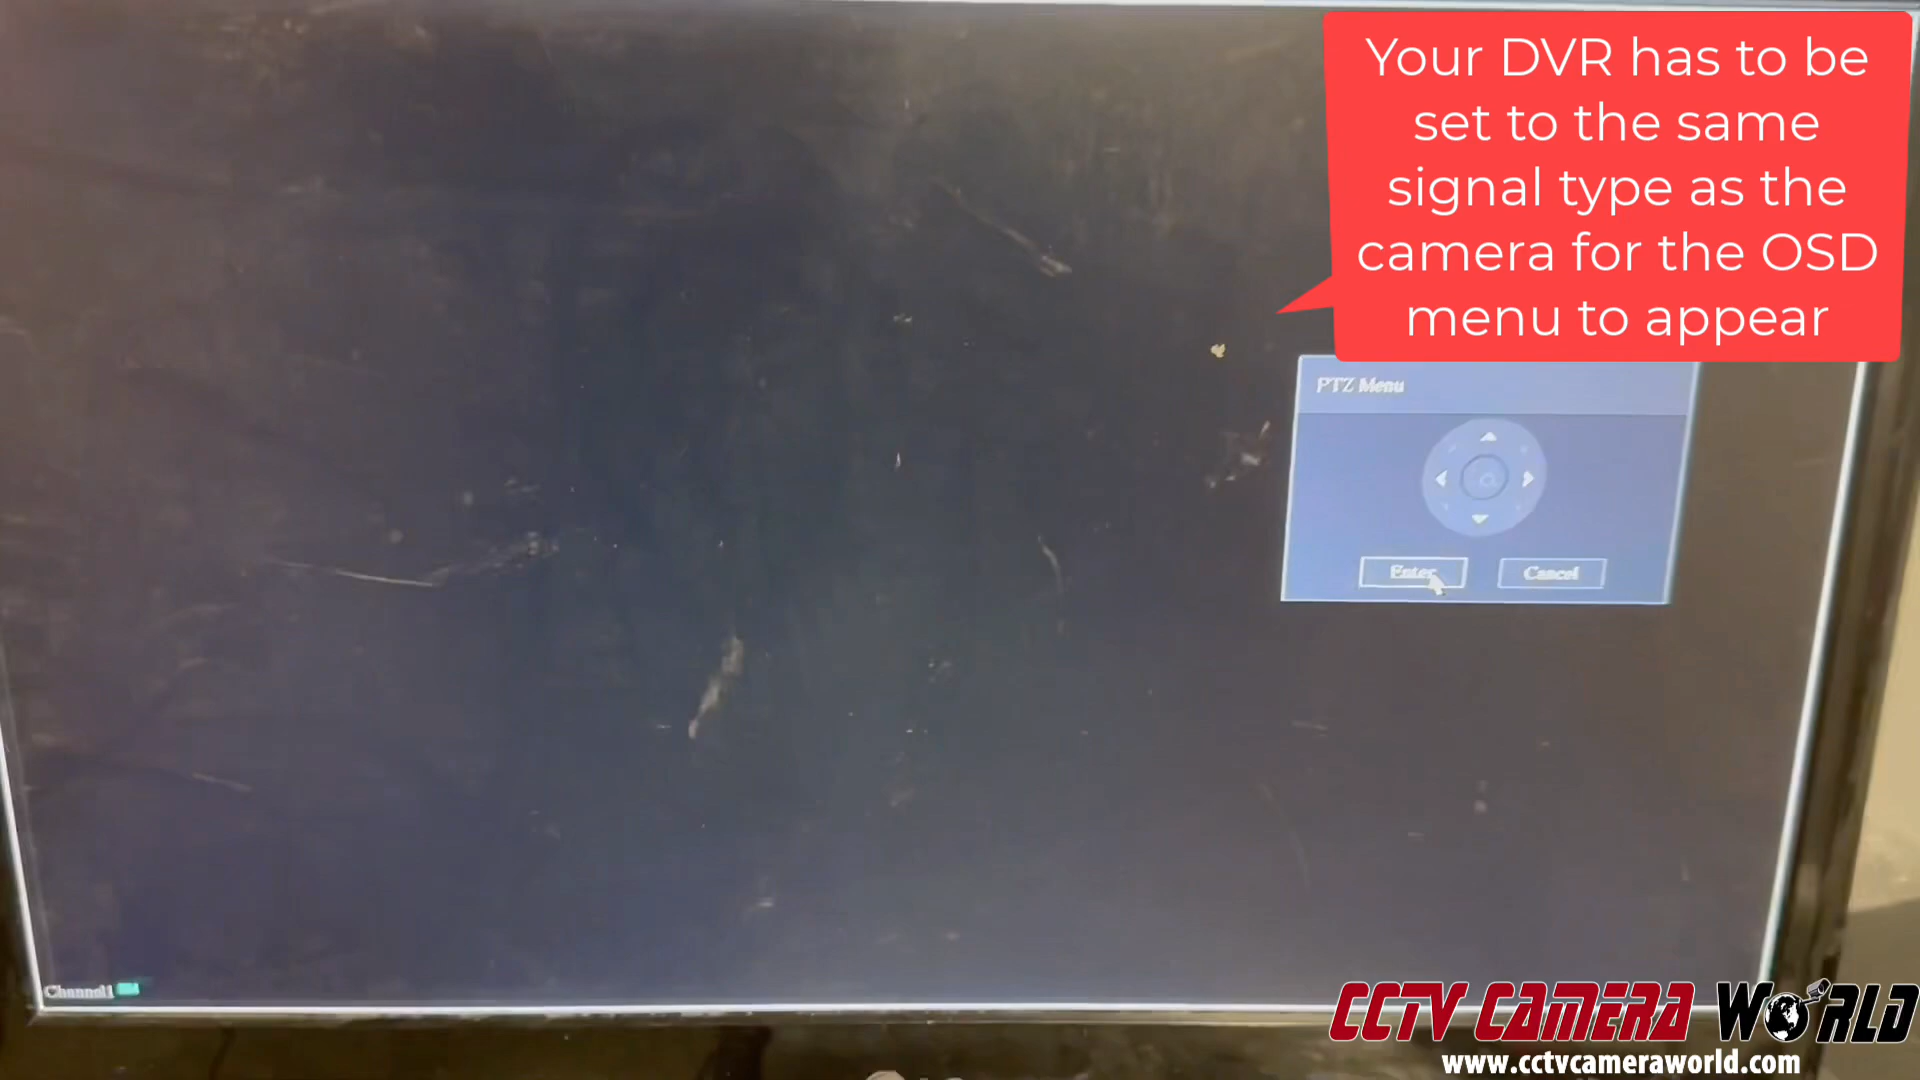 Your DVR has to be
set to the same
signal type as the
camera for the OSD
menu to appear
PTZ Menu
Enter
Cancel
Channel1
CCTV CAMERA WORLD
www.cctvcameraworld.com